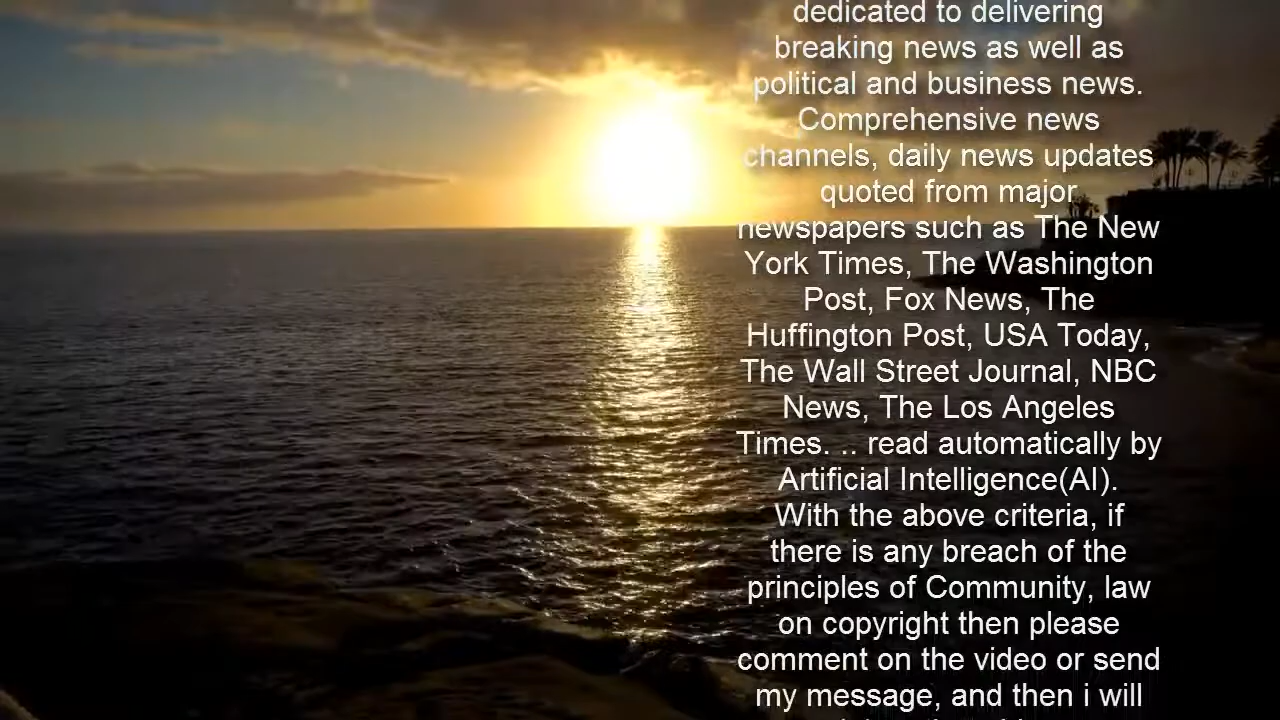 dedicated to delivering
breaking news as well as
political and business news.
Comprehensive news
channels, daily news updates
quoted from major
newspapers such as The New
York Times, The Washington
Post, Fox News, The
Huffington Post, USA Today,
The Wall Street Journal, NBC
News, The Los Angeles
Times. .. read automatically by
Artificial Intelligence(AI).
With the above criteria, if
there is any breach of the
principles of Community, law
on copyright then please
comment on the video or send
my message, and then i will